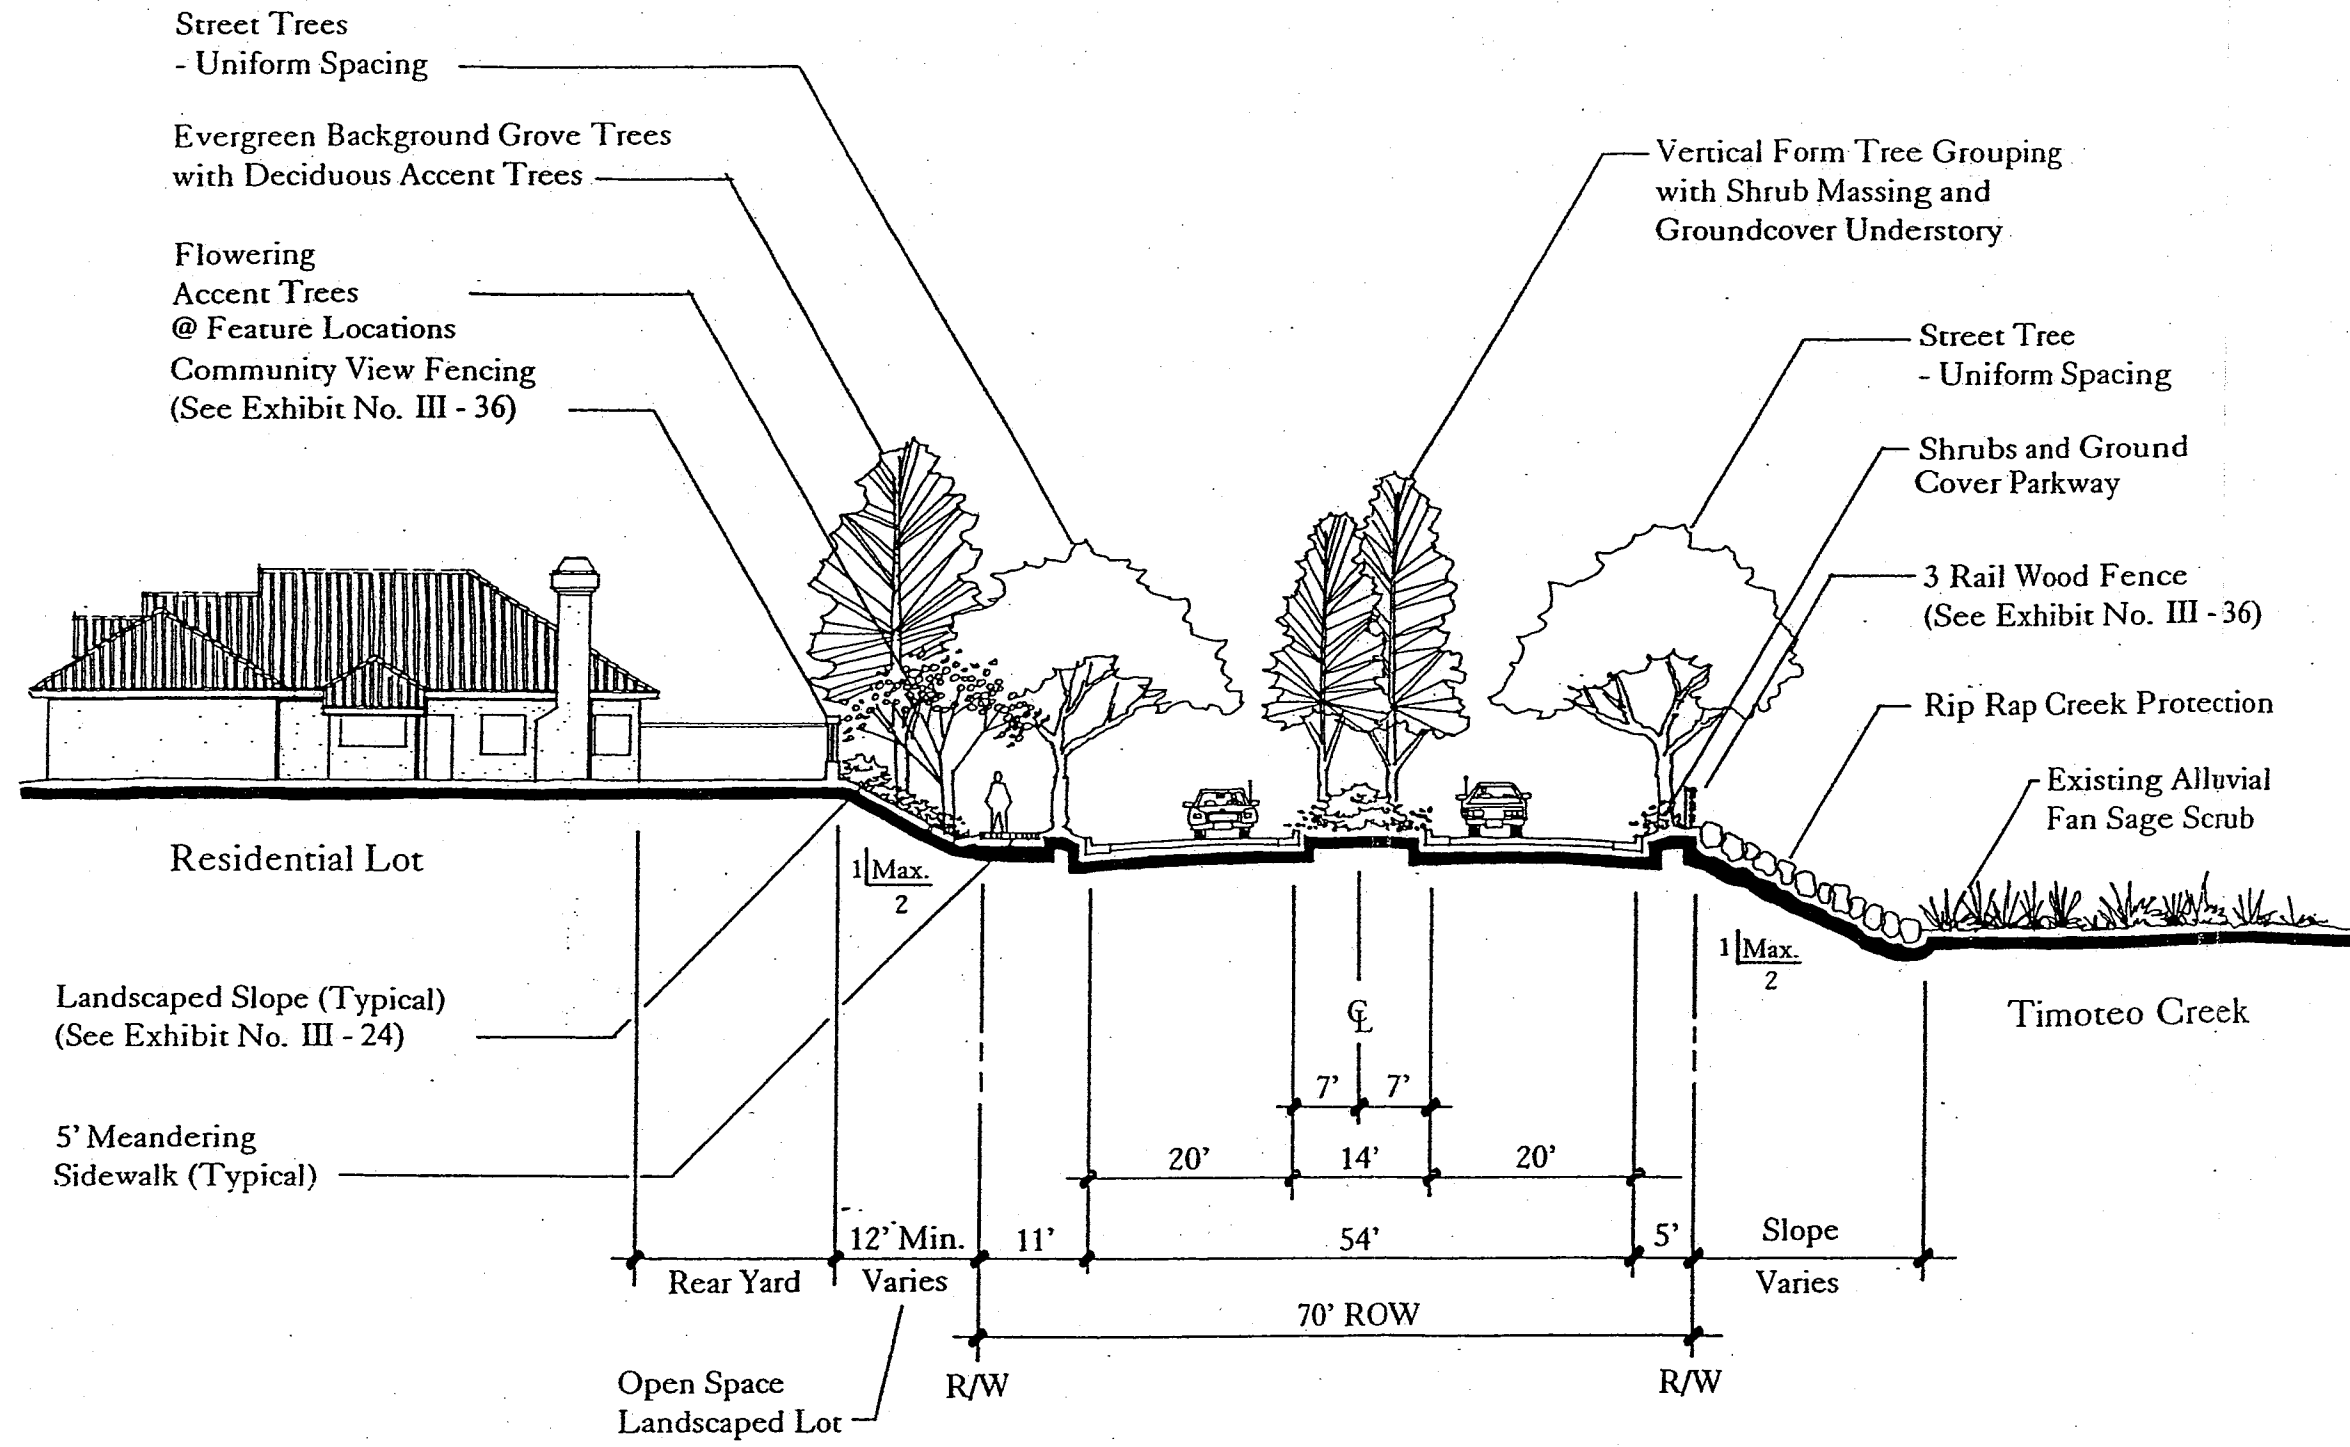 Street Trees
- Uniform Spacing
Evergreen Background Grove Trees
with Deciduous Accent Trees
Flowering
Accent Trees
@ Feature Locations
Community View Fencing
(See Exhibit No. III - 36)
Vertical Form Tree Grouping
with Shrub Massing and
Groundcover Understory
Street Tree
- Uniform Spacing
Shrubs and Ground
Cover Parkway
3 Rail Wood Fence
(See Exhibit No. III - 36)
Rip Rap Creek Protection
Existing Alluvial
Fan Sage Scrub
Residential Lot
1 Max.
2
1 Max.
2
Timoteo Creek
Landscaped Slope (Typical)
(See Exhibit No. III - 24)
5' Meandering
Sidewalk (Typical)
CL
7' 7'
20' 14' 20'
12' Min. 11' 54' 5' Slope
Rear Yard Varies Varies
70' ROW
R/W R/W
Open Space
Landscaped Lot